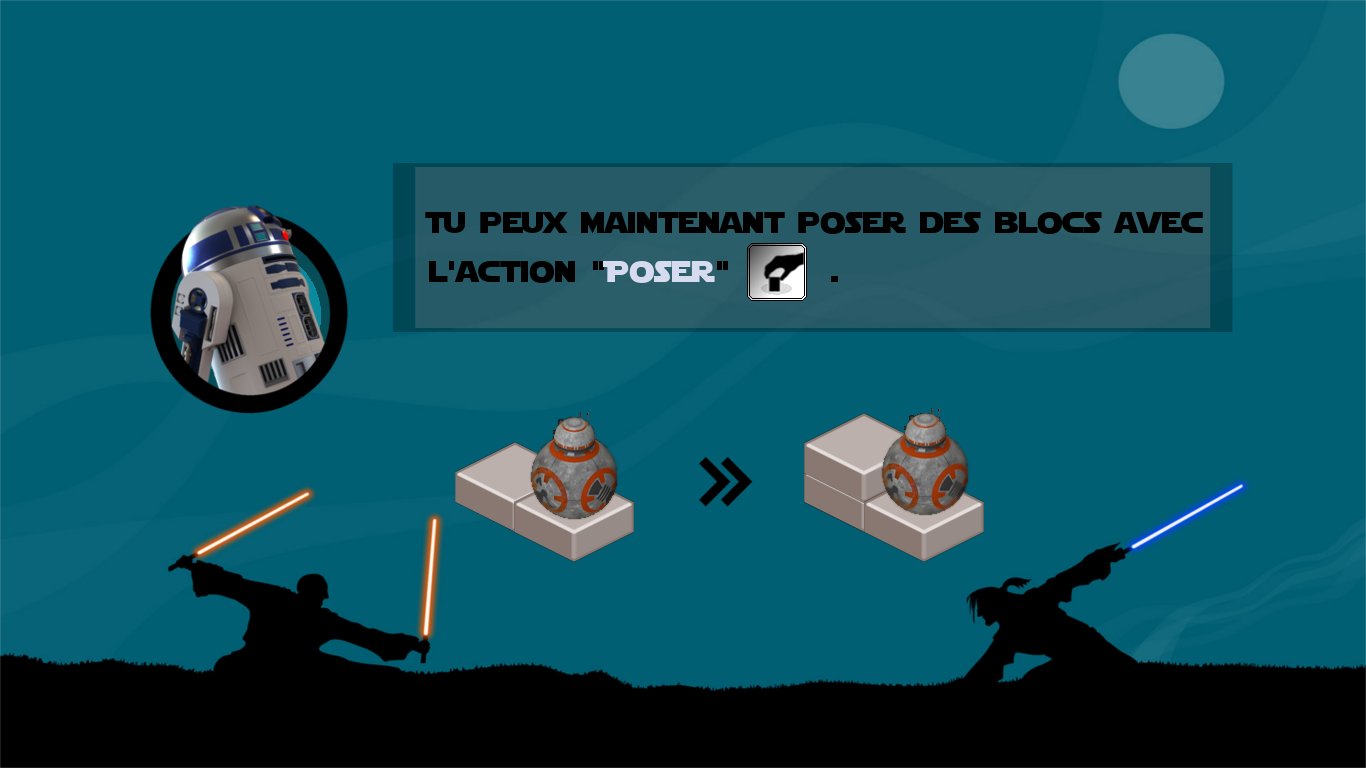 TU PEUX MAINTENANT POSER DES BLOCS AVEC
L'ACTION "POSER" .